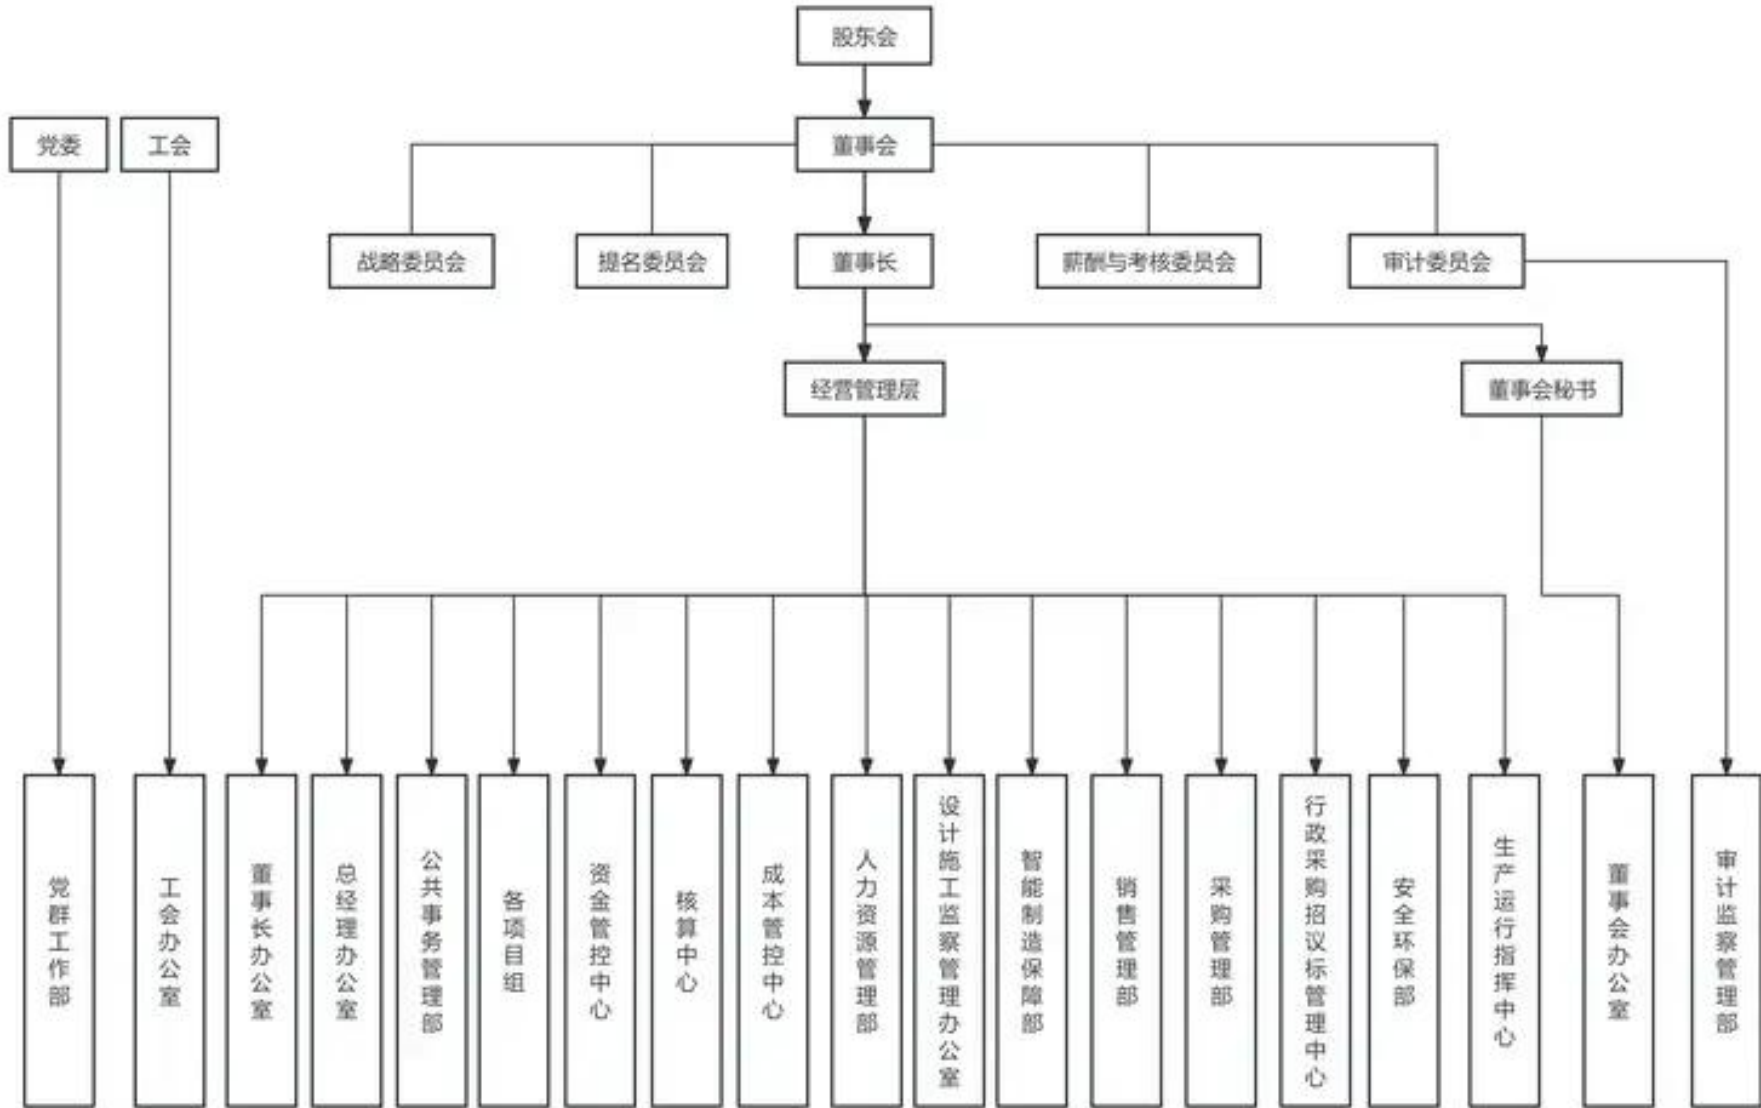 股东会
党委
工会
董事会
战略委员会
提名委员会
董事长
薪酬与考核委员会
审计委员会
经营管理层
董事会秘书
党群工作部
工会办公室
董事长办公室
总经理办公室
公共事务管理部
各项目组
资金管控中心
核算中心
成本管控中心
人力资源管理部
设计施工监察管理办公室
智能制造保障部
销售管理部
采购管理部
行政采购招议标管理中心
安全环保部
生产运行指挥中心
董事会办公室
审计监察管理部